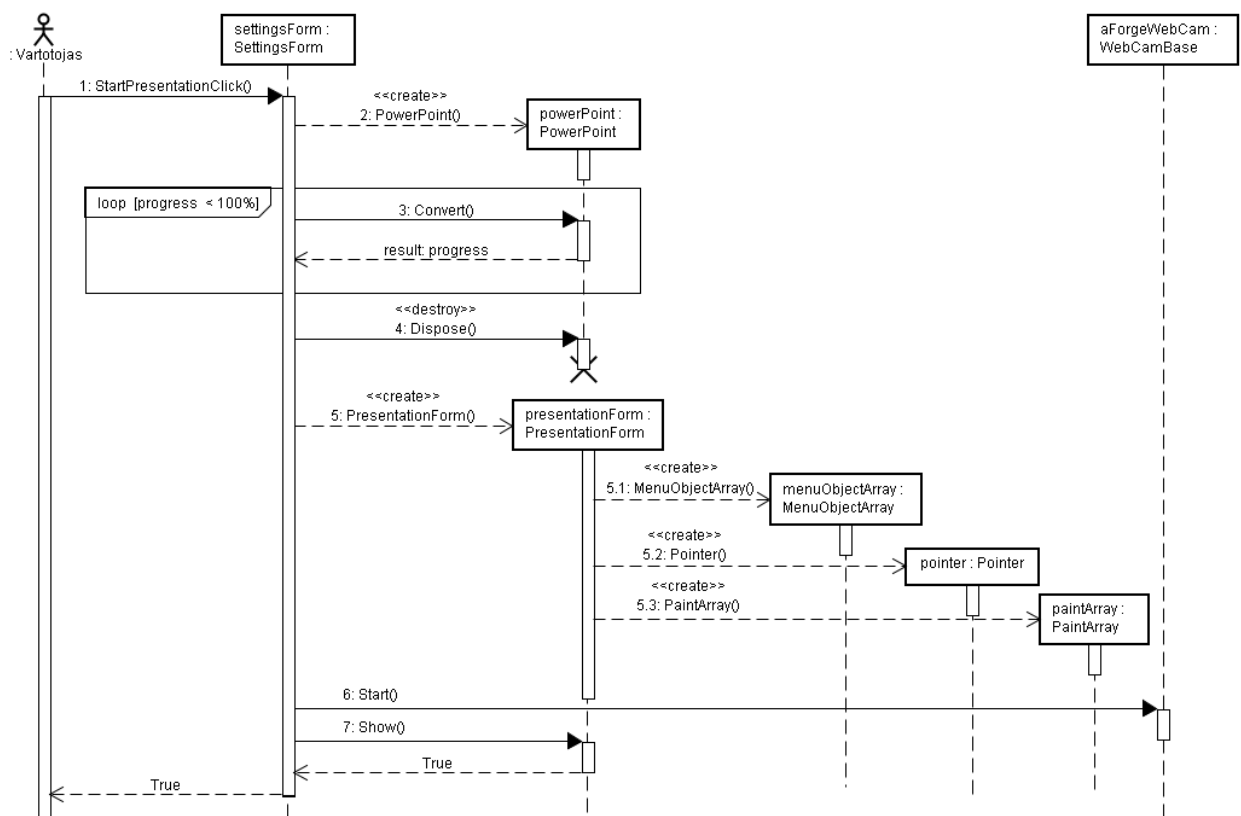 settingsForm :
SettingsForm
aForgeWebCam :
WebCamBase
: Vartotojas
1: StartPresentationClick()
<<create>>
2: PowerPoint()
powerPoint :
PowerPoint
loop [progress < 100%]
3: Convert()
result: progress
<<destroy>>
4: Dispose()
<<create>>
5: PresentationForm()
presentationForm :
PresentationForm
<<create>>
5.1: MenuObjectArray()
menuObjectArray :
MenuObjectArray
<<create>>
5.2: Pointer()
pointer : Pointer
<<create>>
5.3: PaintArray()
paintArray :
PaintArray
6: Start()
7: Show()
True
True